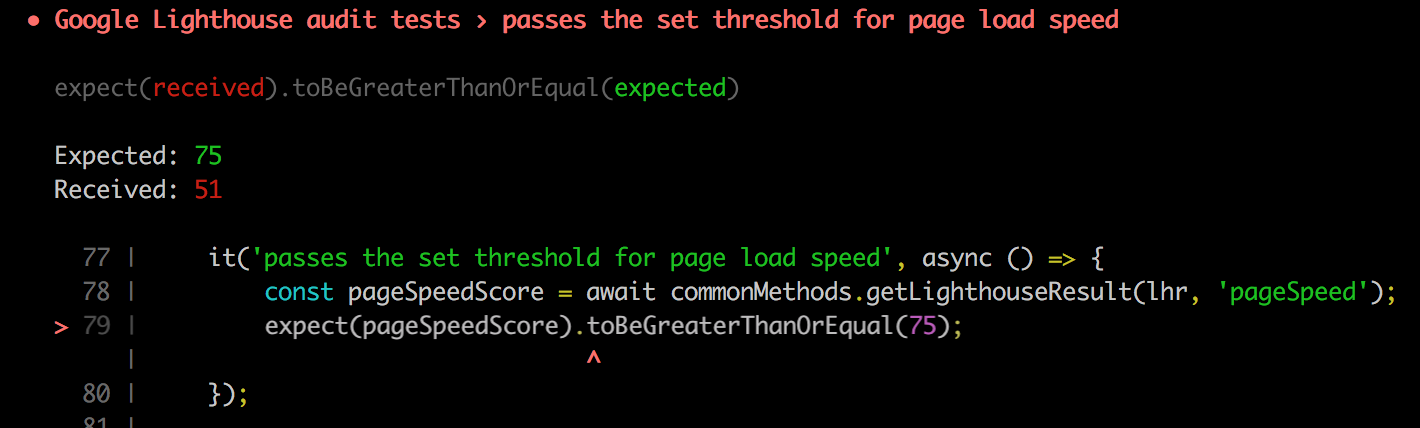 ● Google Lighthouse audit tests › passes the set threshold for page load speed
expect(received).toBeGreaterThanOrEqual(expected)
Expected: 75
Received: 51
77 |     it('passes the set threshold for page load speed', async () => {
78 |         const pageSpeedScore = await commonMethods.getLighthouseResult(lhr, 'pageSpeed');
> 79 |         expect(pageSpeedScore).toBeGreaterThanOrEqual(75);
|                                ^
80 |     });
81 |